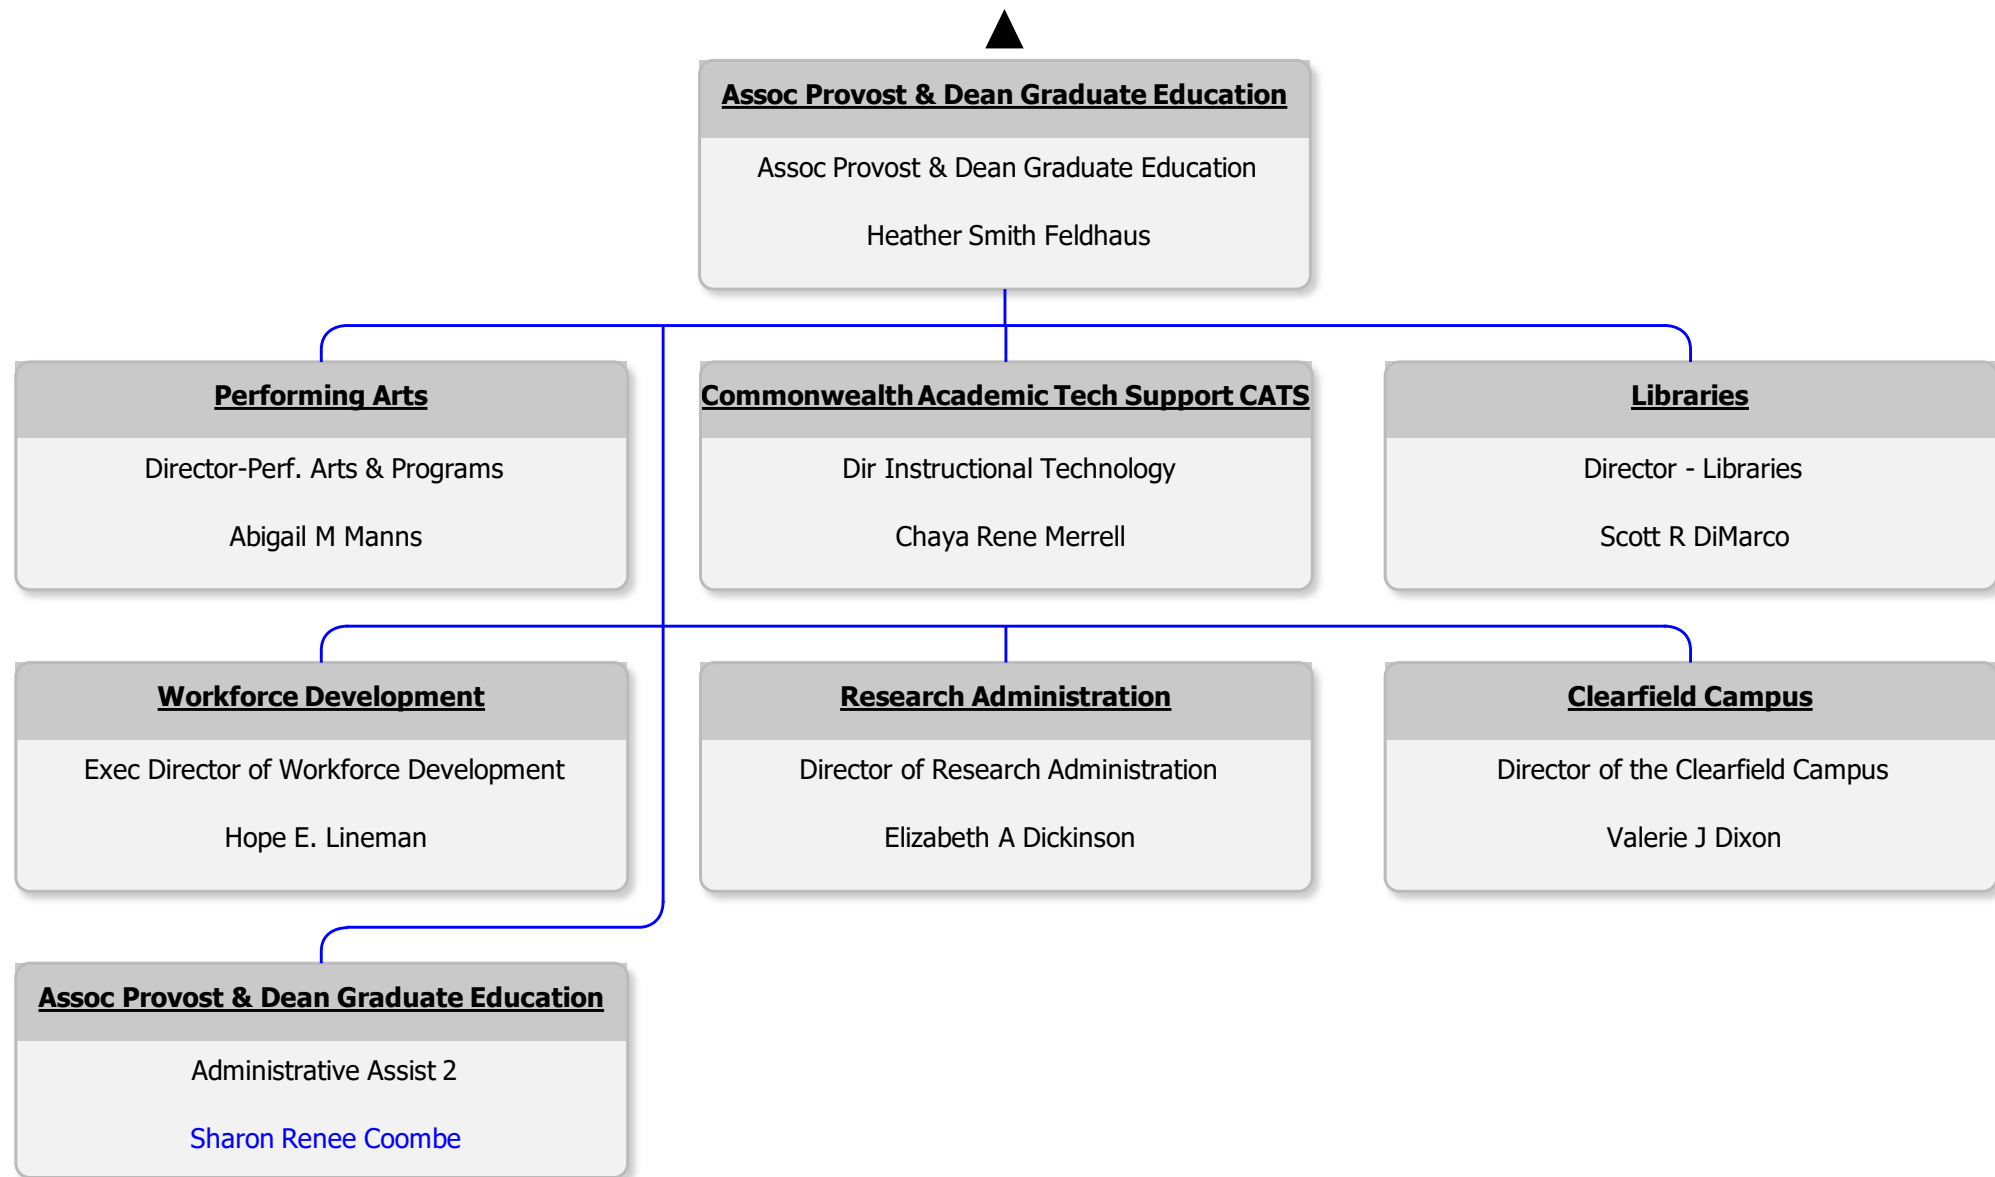 Assoc Provost & Dean Graduate Education
Assoc Provost & Dean Graduate Education
Heather Smith Feldhaus
Performing Arts
Director-Perf. Arts & Programs
Abigail M Manns
Commonwealth Academic Tech Support CATS
Dir Instructional Technology
Chaya Rene Merrell
Libraries
Director - Libraries
Scott R DiMarco
Workforce Development
Exec Director of Workforce Development
Hope E. Lineman
Research Administration
Director of Research Administration
Elizabeth A Dickinson
Clearfield Campus
Director of the Clearfield Campus
Valerie J Dixon
Assoc Provost & Dean Graduate Education
Administrative Assist 2
Sharon Renee Coombe